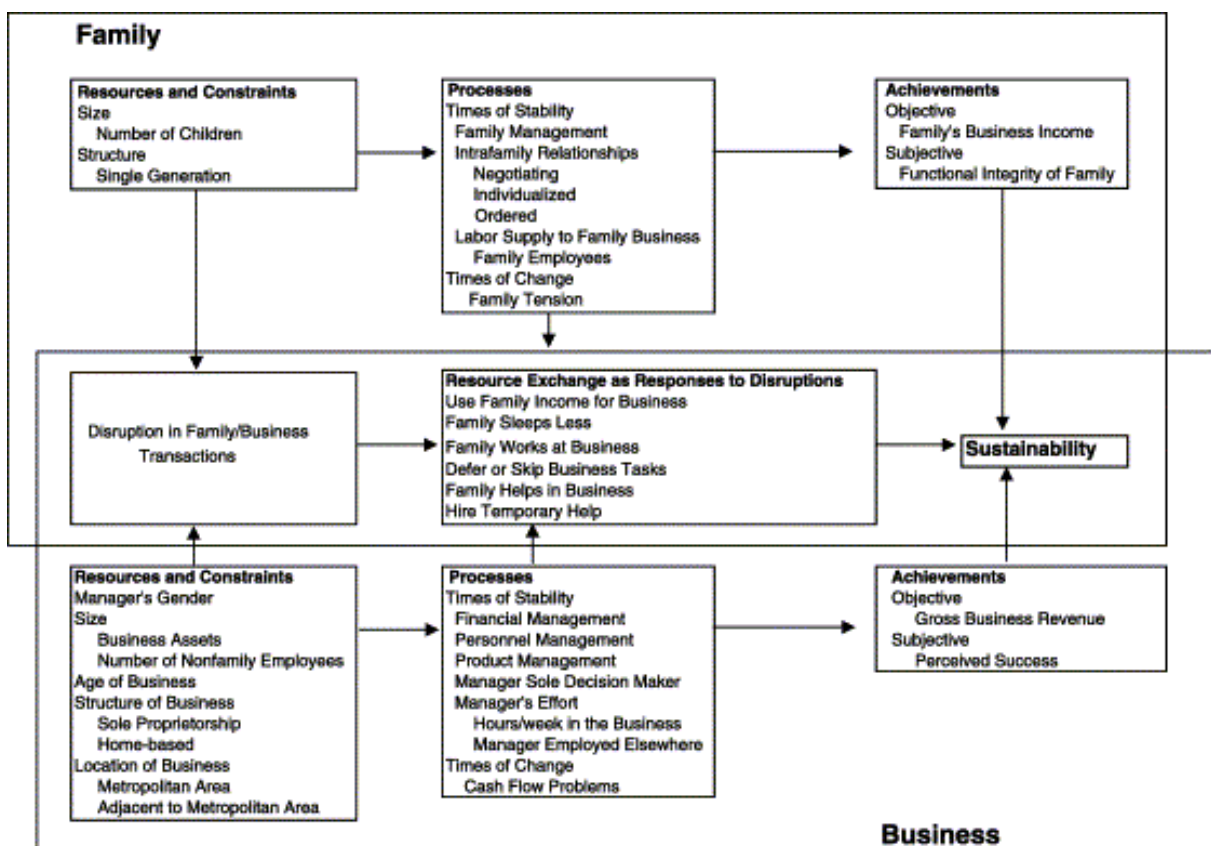 Family
Resources and Constraints
Size
Number of Children
Structure
Single Generation
Processes
Times of Stability
Family Management
Intrafamily Relationships
Negotiating
Individualized
Ordered
Labor Supply to Family Business
Family Employees
Times of Change
Family Tension
Achievements
Objective
Family's Business Income
Subjective
Functional Integrity of Family
Disruption in Family/Business
Transactions
Resource Exchange as Responses to Disruptions
Use Family Income for Business
Family Sleeps Less
Family Works at Business
Defer or Skip Business Tasks
Family Helps in Business
Hire Temporary Help
Sustainability
Resources and Constraints
Manager's Gender
Size
Business Assets
Number of Nonfamily Employees
Age of Business
Structure of Business
Sole Proprietorship
Home-based
Location of Business
Metropolitan Area
Adjacent to Metropolitan Area
Processes
Times of Stability
Financial Management
Personnel Management
Product Management
Manager Sole Decision Maker
Manager's Effort
Hours/week in the Business
Manager Employed Elsewhere
Times of Change
Cash Flow Problems
Achievements
Objective
Gross Business Revenue
Subjective
Perceived Success
Business